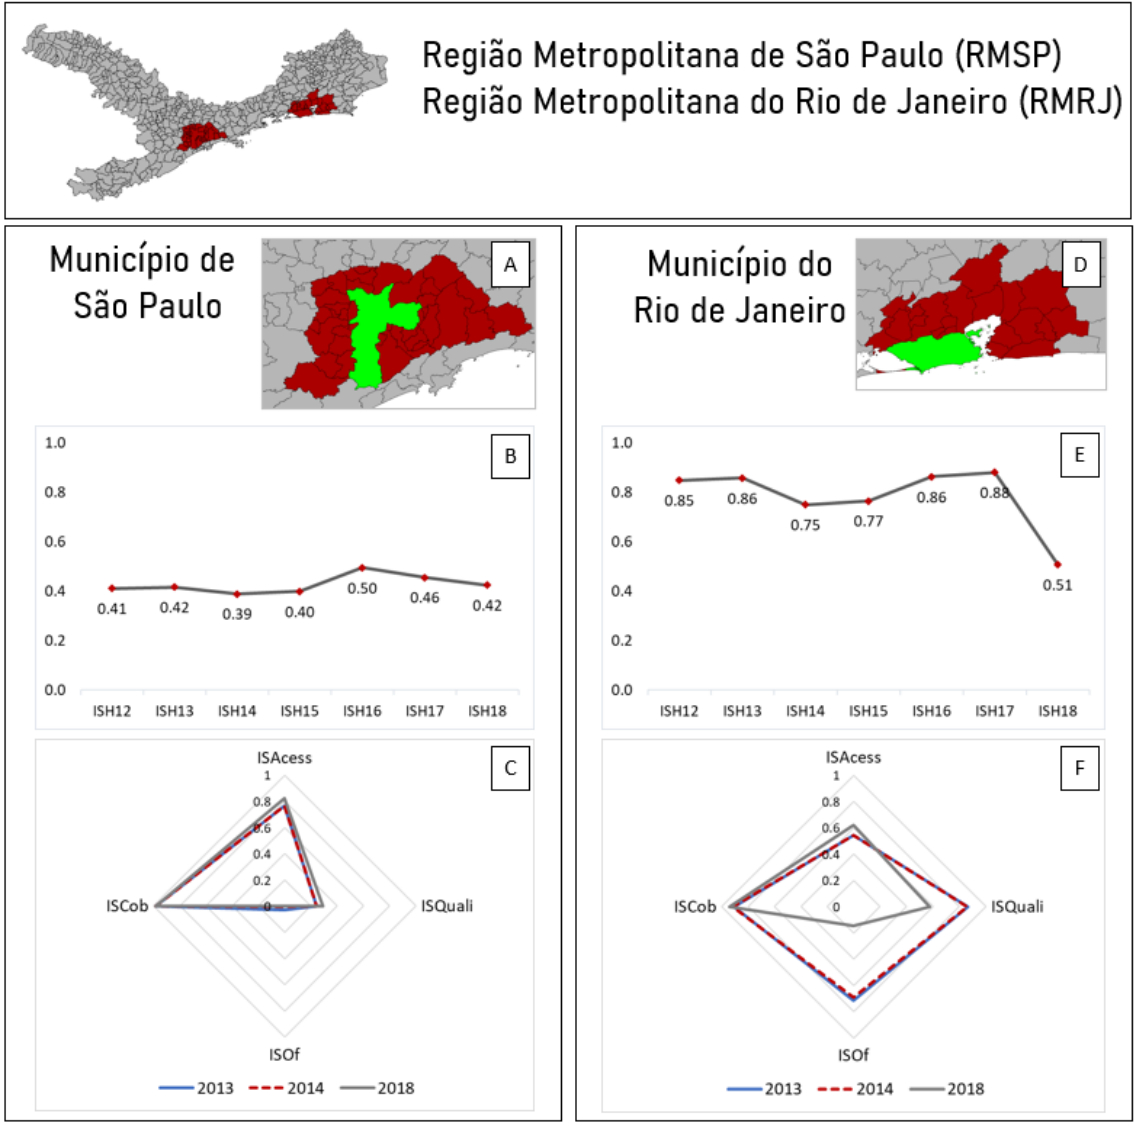 Região Metropolitana de São Paulo (RMSP)
Região Metropolitana do Rio de Janeiro (RMRJ)
Município de
São Paulo
A
B
1.0
0.8
0.6
0.4
0.2
0.0
0.41
0.42
0.39
0.40
0.50
0.46
0.42
ISH12 ISH13 ISH14 ISH15 ISH16 ISH17 ISH18
C
ISAcess
1
0.8
0.6
0.4
0.2
0
ISCob
ISQuali
ISOf
2013 2014 2018
Município do
Rio de Janeiro
D
E
1.0
0.8
0.6
0.4
0.2
0.0
0.85
0.86
0.75
0.77
0.86
0.88
0.51
ISH12 ISH13 ISH14 ISH15 ISH16 ISH17 ISH18
F
ISAcess
1
0.8
0.6
0.4
0.2
0
ISCob
ISQuali
ISOf
2013 2014 2018